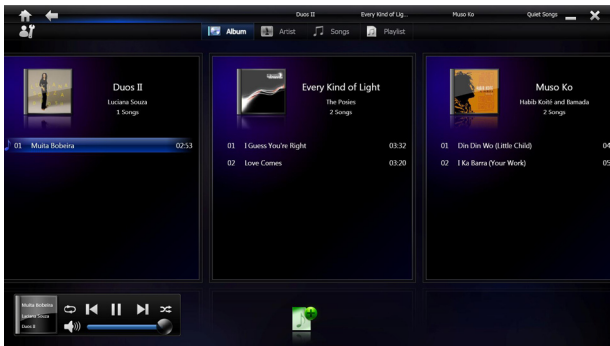 Duos II
Every Kind of Lig...
Muso Ko
Quiet Songs
Album
Artist
Songs
Playlist
Duos II
Luciana Souza
1 Songs
01 Muita Bobeira 02:53
Every Kind of Light
The Posies
2 Songs
01 I Guess You're Right 03:32
02 Love Comes 03:20
Muso Ko
Habib Koité and Bamada
2 Songs
01 Din Din Wo (Little Child) 04
02 I Ka Barra (Your Work) 05
Muita Bobeira
Luciana Souza
Duos II